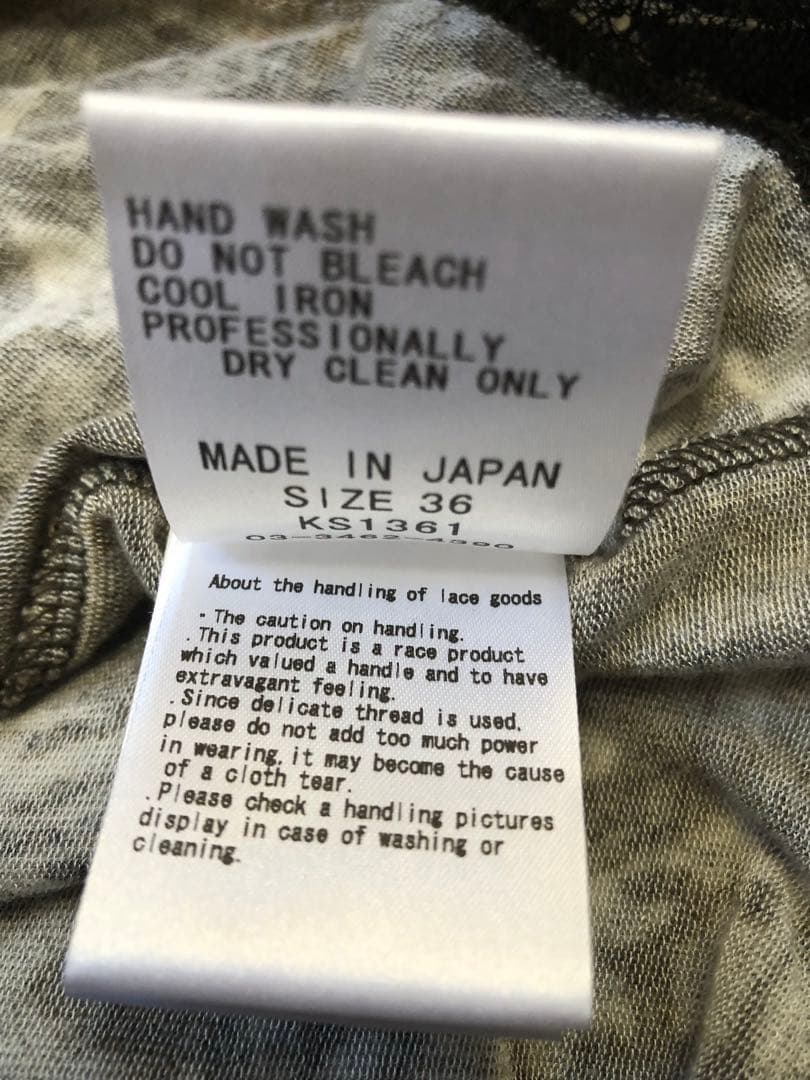 HAND WASH
DO NOT BLEACH
COOL IRON
PROFESSIONALLY
DRY CLEAN ONLY
MADE IN JAPAN
SIZE 36
KS1361
03-3462-4390
About the handling of lace goods
・The caution on handling.
.This product is a race product
which valued a handle and to have
extravagant feeling.
.Since delicate thread is used,
please do not add too much power
in wearing, it may become the cause
of a cloth tear.
.Please check a handling pictures
display in case of washing or
cleaning.